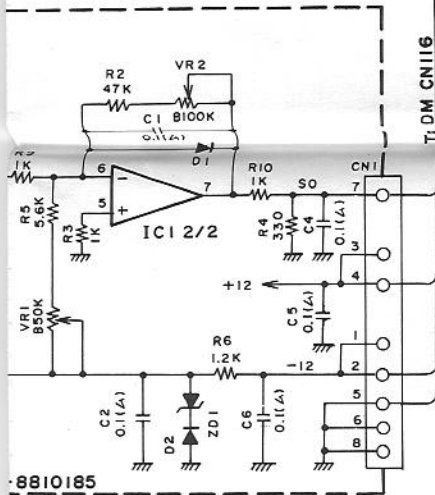 R2
47K
VR2
B100K
C1
0.1(Δ)
D1
1K
6
5
7
R10
1K
SO
CN1
7
R5
5.6K
R3
1K
IC1 2/2
R4
330
C4
0.1(Δ)
3
4
+12
C5
0.1(Δ)
VR1
B50K
R6
1.2K
-12
1
2
C2
0.1(Δ)
D2
ZD1
C6
0.1(Δ)
5
6
8
-8810185
T: DM CN116